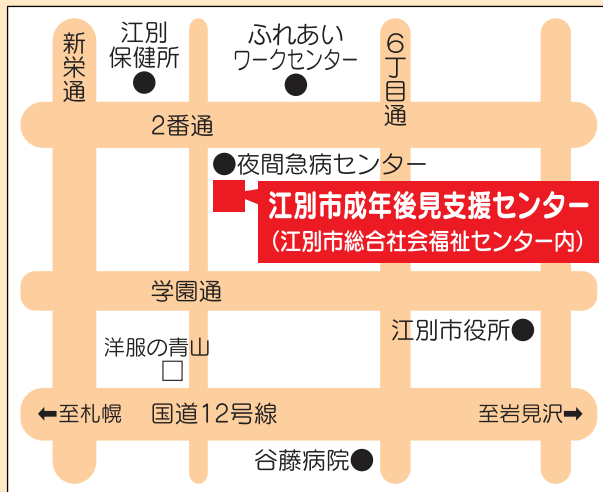 新栄通
江別
保健所
ふれあい
ワークセンター
6丁目通
2番通
夜間急病センター
江別市成年後見支援センター
(江別市総合社会福祉センター内)
学園通
江別市役所
洋服の青山
←至札幌
国道12号線
至岩見沢→
谷藤病院